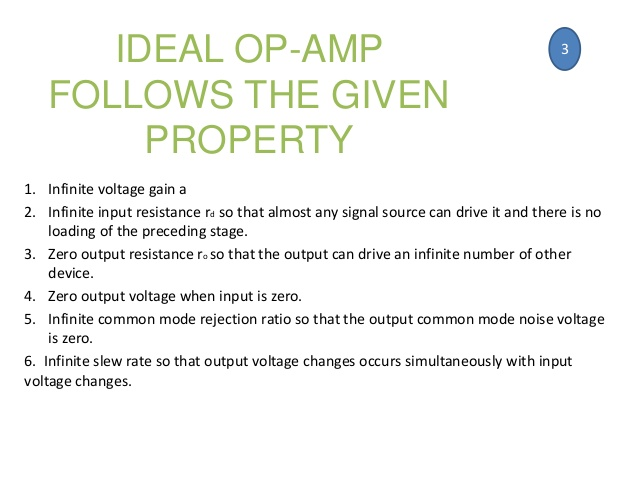 IDEAL OP-AMP
FOLLOWS THE GIVEN
PROPERTY
3
1. Infinite voltage gain a
2. Infinite input resistance rd so that almost any signal source can drive it and there is no
loading of the preceding stage.
3. Zero output resistance ro so that the output can drive an infinite number of other
device.
4. Zero output voltage when input is zero.
5. Infinite common mode rejection ratio so that the output common mode noise voltage
is zero.
6. Infinite slew rate so that output voltage changes occurs simultaneously with input
voltage changes.